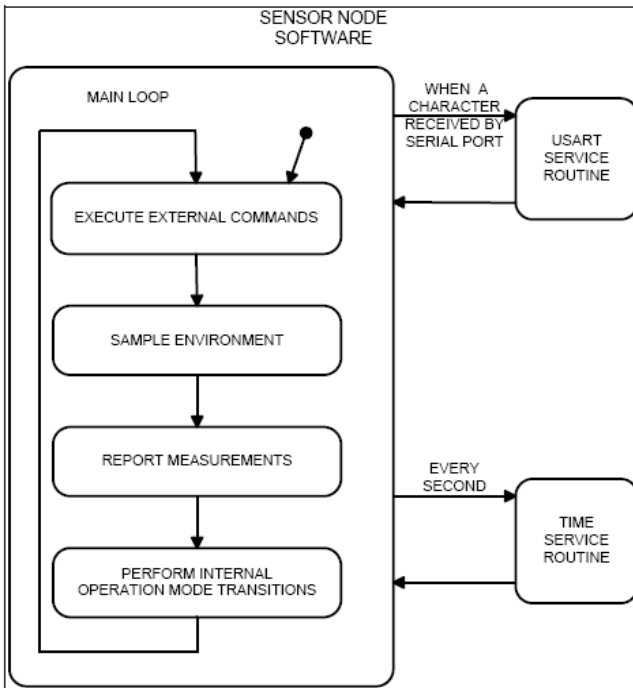 SENSOR NODE
SOFTWARE
MAIN LOOP
WHEN A
CHARACTER
RECEIVED BY
SERIAL PORT
USART
SERVICE
ROUTINE
EXECUTE EXTERNAL COMMANDS
SAMPLE ENVIRONMENT
REPORT MEASUREMENTS
EVERY
SECOND
TIME
SERVICE
ROUTINE
PERFORM INTERNAL
OPERATION MODE TRANSITIONS